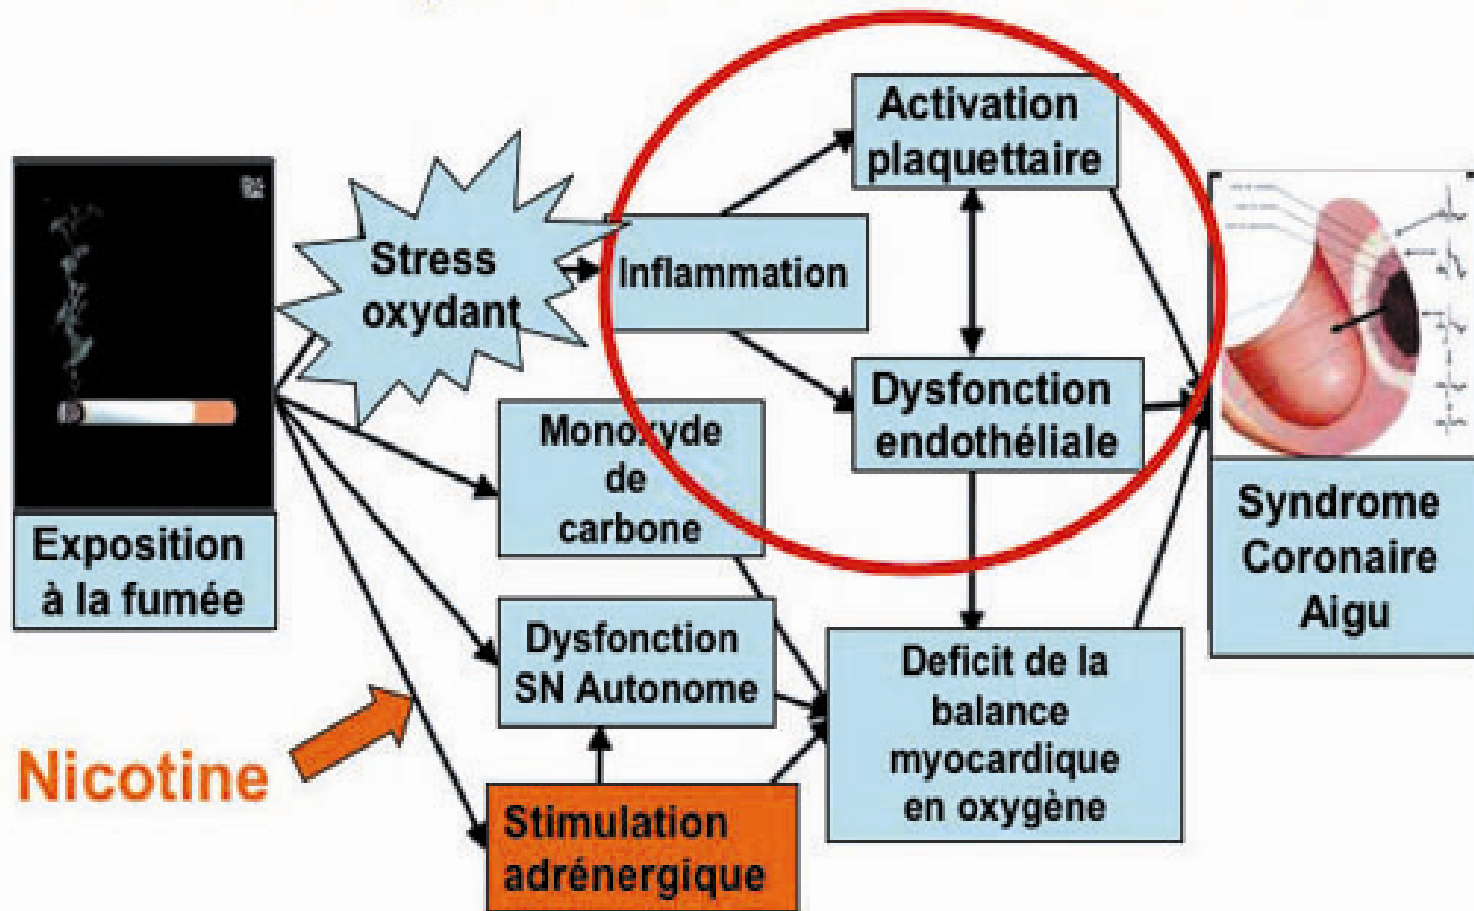 Activation
plaquettaire
Stress
oxydant
Inflammation
Dysfonction
endothéliale
Monoxyde
de
carbone
Exposition
à la fumée
Syndrome
Coronaire
Aigu
Dysfonction
SN Autonome
Deficit de la
balance
myocardique
en oxygène
Nicotine
Stimulation
adrénergique